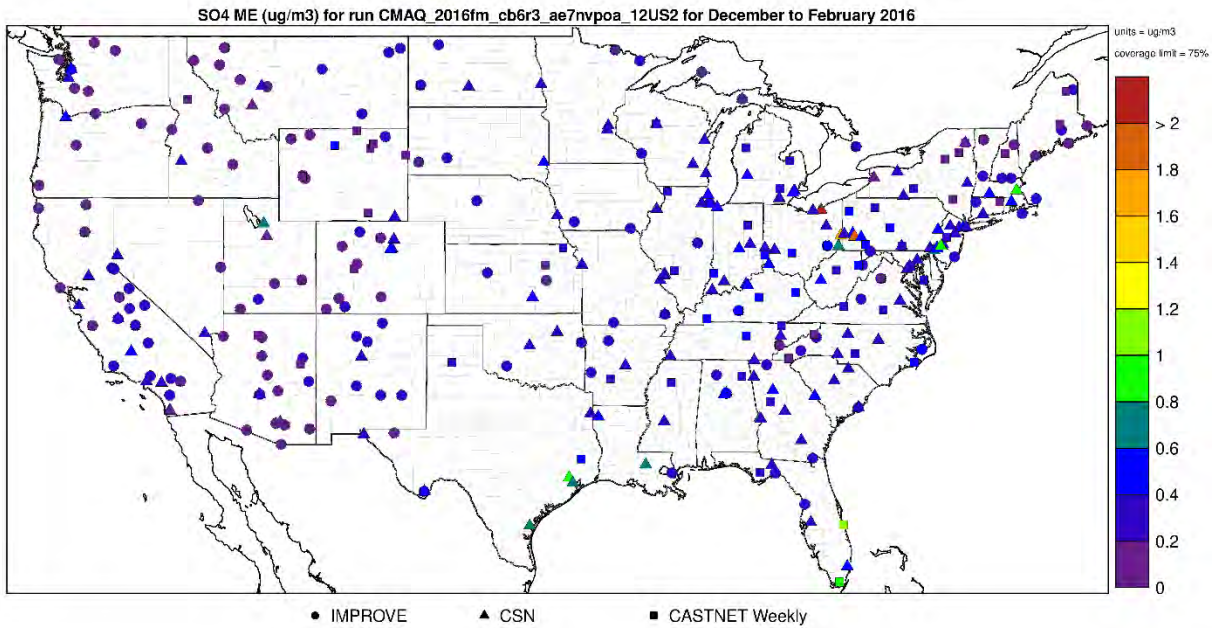 SO4 ME (ug/m3) for run CMAQ_2016fm_cb6r3_ae7nvpoa_12US2 for December to February 2016
units = ug/m3
coverage limit = 75%
> 2
1.8
1.6
1.4
1.2
1
0.8
0.6
0.4
0.2
0
IMPROVE
CSN
CASTNET Weekly